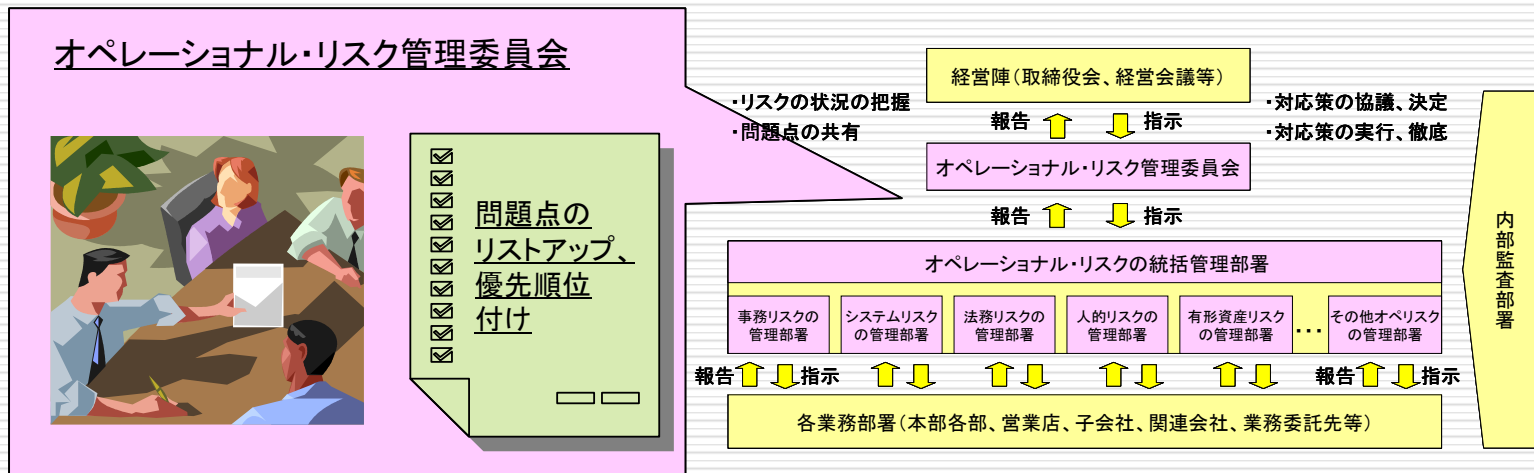 オペレーショナル・リスク管理委員会
問題点の
リストアップ、
優先順位
付け
経営陣(取締役会、経営会議等)
・リスクの状況の把握
・問題点の共有
報告
指示
・対応策の協議、決定
・対応策の実行、徹底
オペレーショナル・リスク管理委員会
報告
指示
オペレーショナル・リスクの統括管理部署
事務リスクの
管理部署
システムリスク
の管理部署
法務リスクの
管理部署
人的リスクの
管理部署
有形資産リスク
の管理部署
…
その他オペリスク
の管理部署
報告
指示
報告
指示
各業務部署(本部各部、営業店、子会社、関連会社、業務委託先等)
内部監査部署